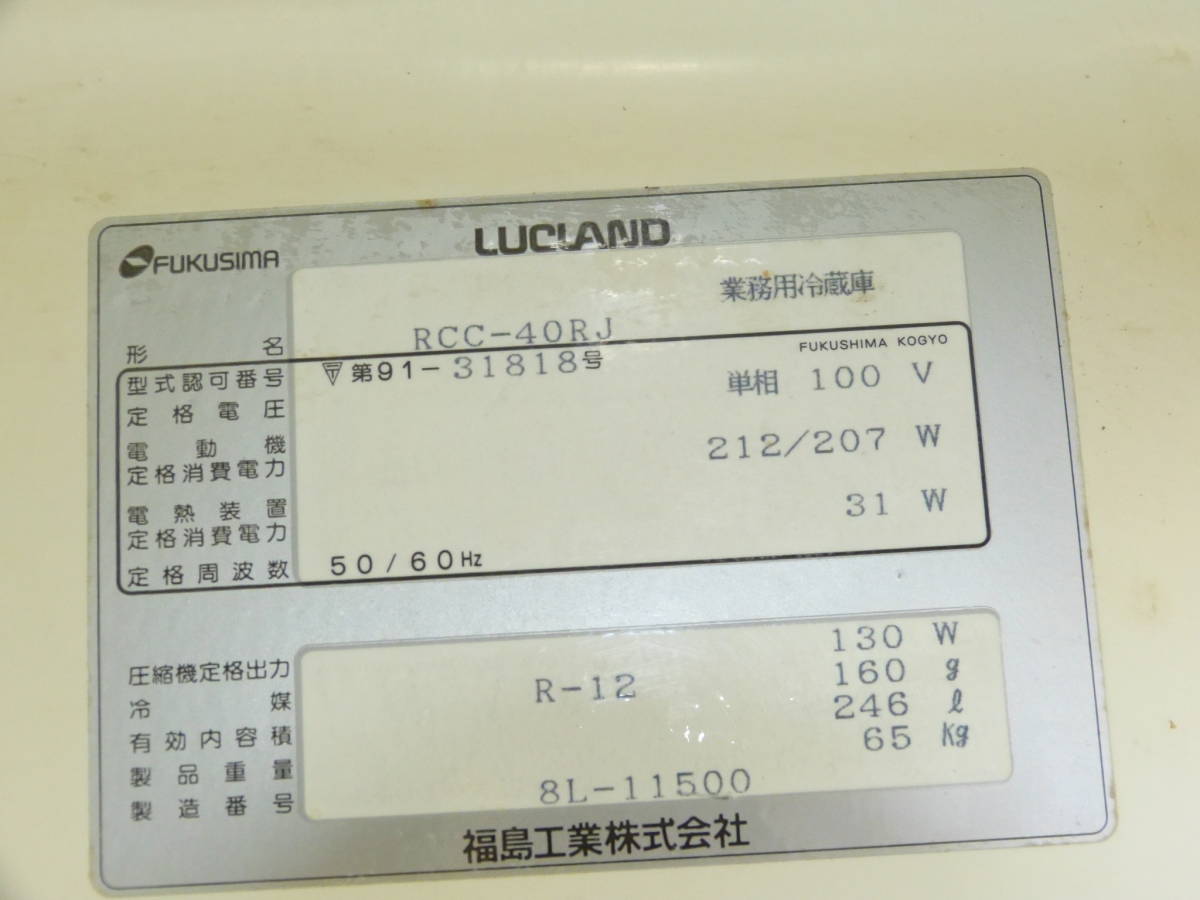 FUKUSIMA
LUCLAND
業務用冷蔵庫
形名 RCC-40RJ
FUKUSHIMA KOGYO
型式認可番号 第91-31818号
定格電圧 単相 100 V
電動機
定格消費電力 212/207 W
電熱装置
定格消費電力 31 W
定格周波数 50/60Hz
圧縮機定格出力 130 W
冷媒 R-12 160 g
有効内容積 246 ℓ
製品重量 65 Kg
製造番号 8L-11500
福島工業株式会社